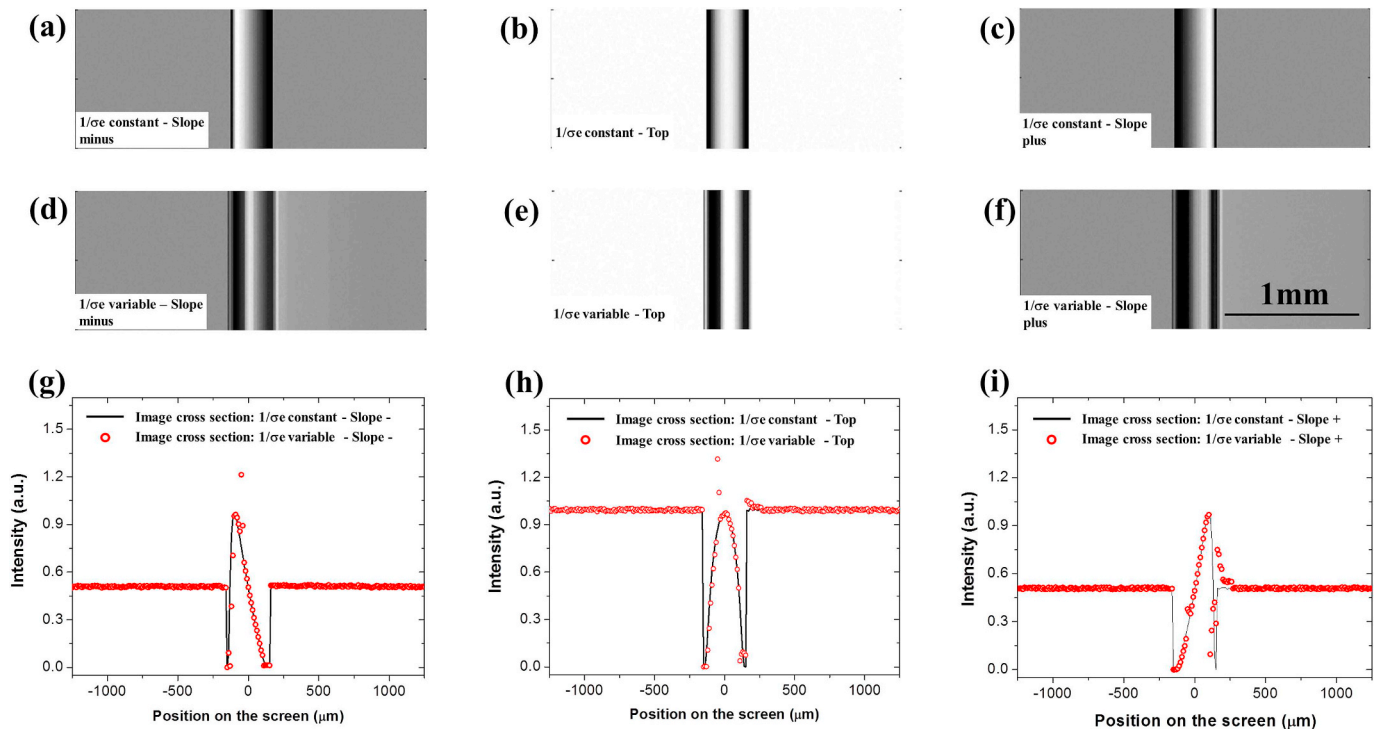 (a)
(b)
(c)
1/σe constant - Slope
minus
1/σe constant - Top
1/σe constant - Slope
plus
(d)
(e)
(f)
1/σe variable – Slope
minus
1/σe variable - Top
1/σe variable - Slope
plus
1mm
(g)
Image cross section: 1/σe constant - Slope -
Image cross section: 1/σe variable - Slope -
Intensity (a.u.)
1.5
1.2
0.9
0.6
0.3
0.0
-1000
-500
0
500
1000
Position on the screen (μm)
(h)
Image cross section: 1/σe constant - Top
Image cross section: 1/σe variable - Top
Intensity (a.u.)
1.5
1.2
0.9
0.6
0.3
0.0
-1000
-500
0
500
1000
Position on the screen (μm)
(i)
Image cross section: 1/σe constant - Slope +
Image cross section: 1/σe variable - Slope +
Intensity (a.u.)
1.5
1.2
0.9
0.6
0.3
0.0
-1000
-500
0
500
1000
Position on the screen (μm)